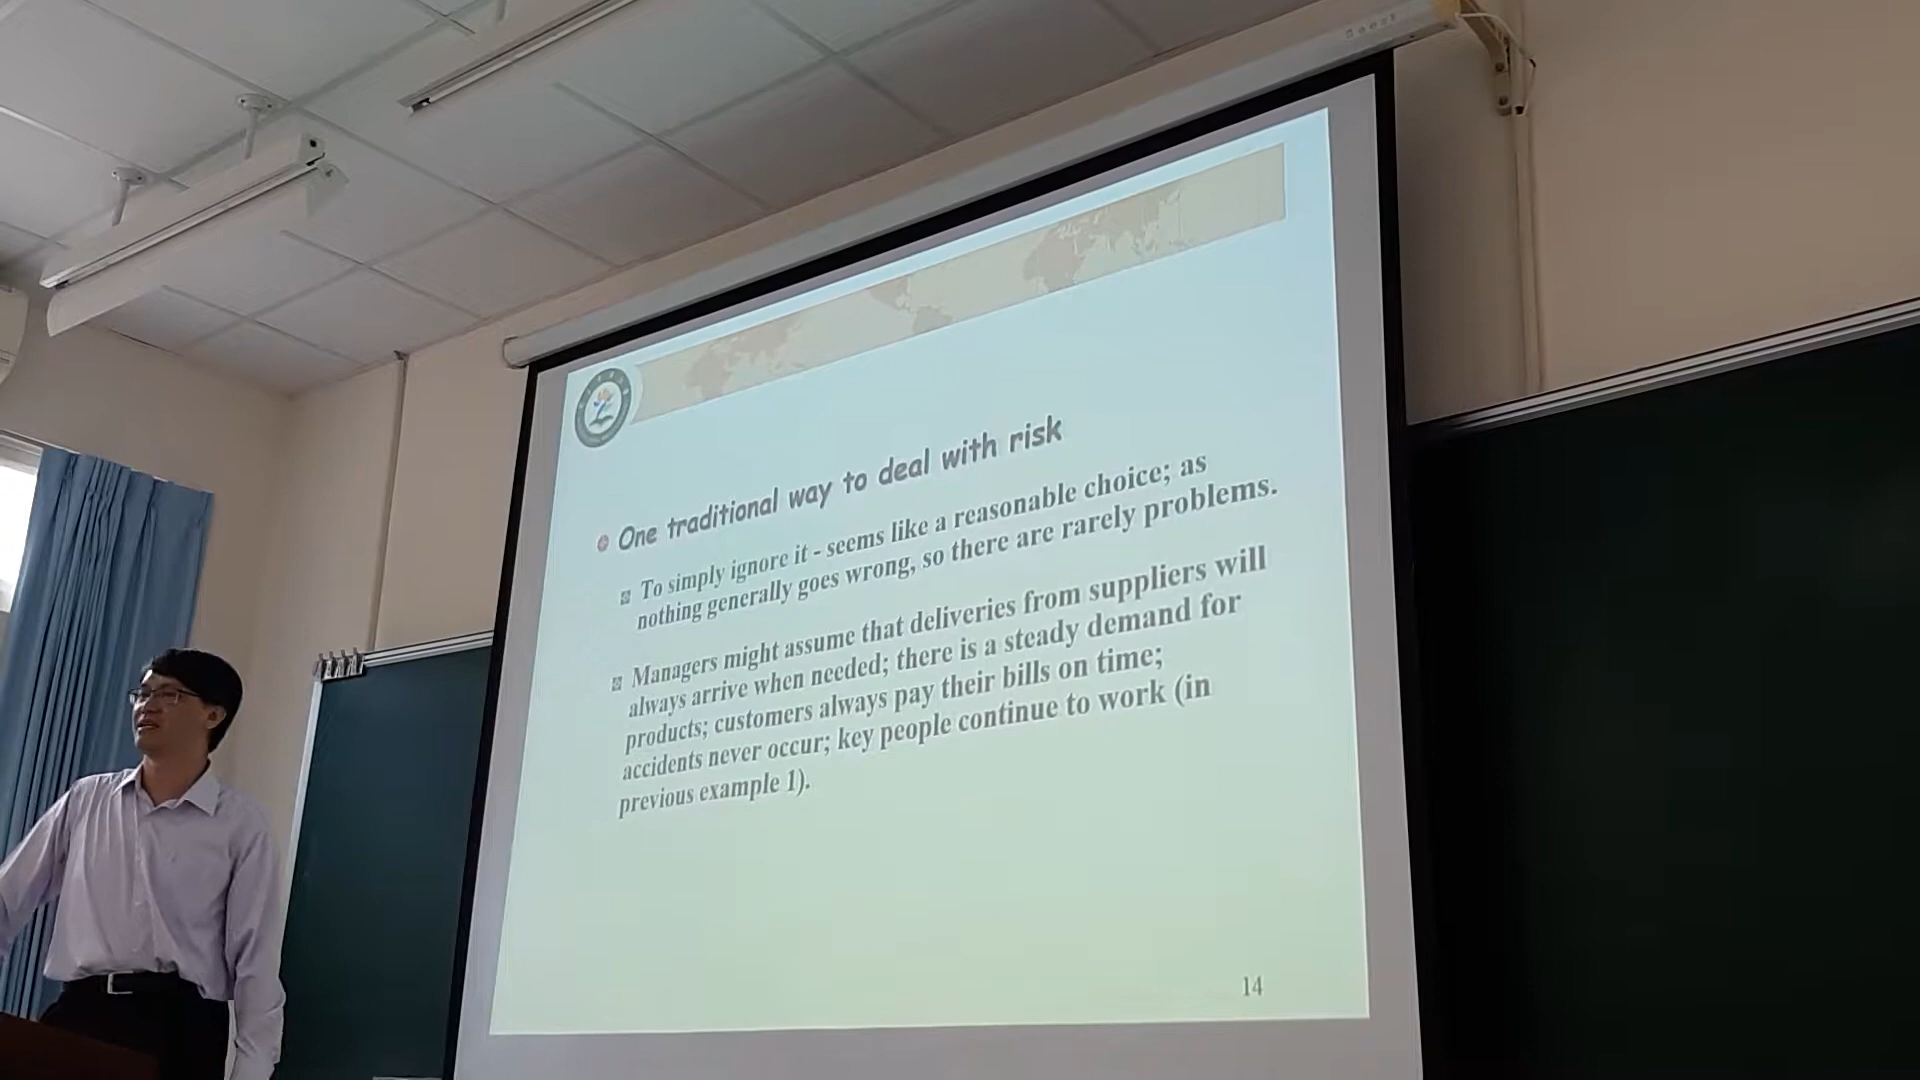 One traditional way to deal with risk
To simply ignore it - seems like a reasonable choice; as
nothing generally goes wrong, so there are rarely problems.
Managers might assume that deliveries from suppliers will
always arrive when needed; there is a steady demand for
products; customers always pay their bills on time;
accidents never occur; key people continue to work (in
previous example 1).
14